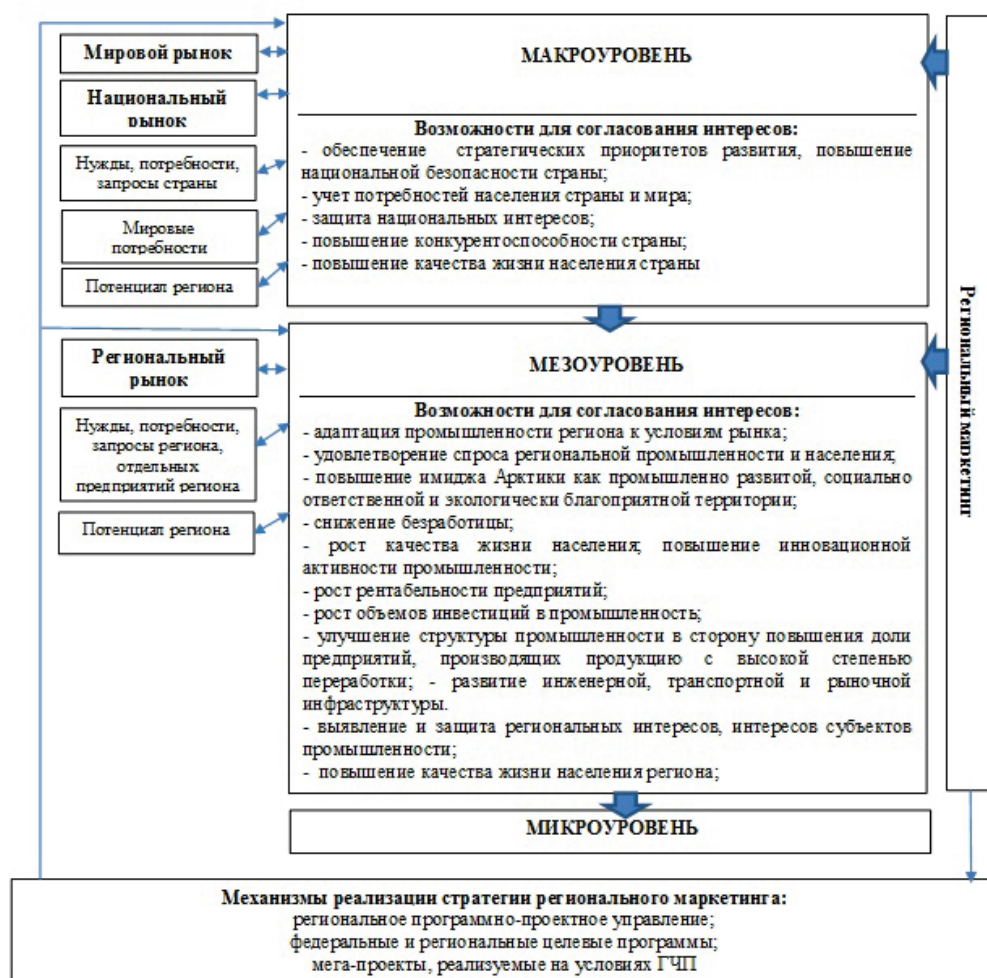 Мировой рынок
Национальный
рынок
Нужды, потребности,
запросы страны
Мировые
потребности
Потенциал региона
МАКРОУРОВЕНЬ
Возможности для согласования интересов:
- обеспечение стратегических приоритетов развития, повышение
национальной безопасности страны;
- учет потребностей населения страны и мира;
- защита национальных интересов;
- повышение конкурентоспособности страны;
- повышение качества жизни населения страны
Региональный
рынок
Нужды, потребности,
запросы региона,
отдельных
предприятий региона
Потенциал региона
МЕЗОУРОВЕНЬ
Возможности для согласования интересов:
- адаптация промышленности региона к условиям рынка;
- удовлетворение спроса региональной промышленности и населения;
- повышение имиджа Арктики как промышленно развитой, социально
ответственной и экологически благоприятной территории;
- снижение безработицы;
- рост качества жизни населения; повышение инновационной
активности промышленности;
- рост рентабельности предприятий;
- рост объемов инвестиций в промышленность;
- улучшение структуры промышленности в сторону повышения доли
предприятий, производящих продукцию с высокой степенью
переработки; - развитие инженерной, транспортной и рыночной
инфраструктуры.
- выявление и защита региональных интересов, интересов субъектов
промышленности;
- повышение качества жизни населения региона;
МИКРОУРОВЕНЬ
Региональный маркетинг
Механизмы реализации стратегии регионального маркетинга:
региональное программно-проектное управление;
федеральные и региональные целевые программы;
мега-проекты, реализуемые на условиях ГЧП